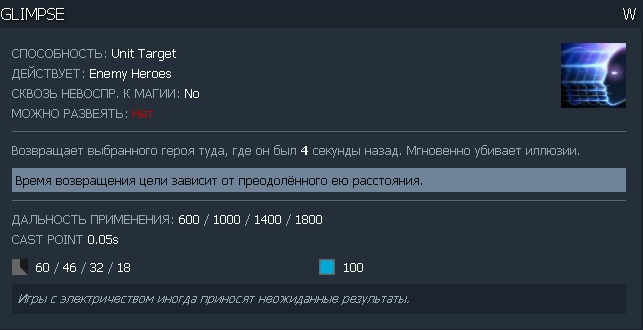 GLIMPSE W
СПОСОБНОСТЬ: Unit Target
ДЕЙСТВУЕТ: Enemy Heroes
СКВОЗЬ НЕВОСПР. К МАГИИ: No
МОЖНО РАЗВЕЯТЬ: Нет
Возвращает выбранного героя туда, где он был 4 секунды назад. Мгновенно убивает иллюзии.
Время возвращения цели зависит от преодолённого ею расстояния.
ДАЛЬНОСТЬ ПРИМЕНЕНИЯ: 600 / 1000 / 1400 / 1800
CAST POINT 0.05s
60 / 46 / 32 / 18 100
Игры с электричеством иногда приносят неожиданные результаты.